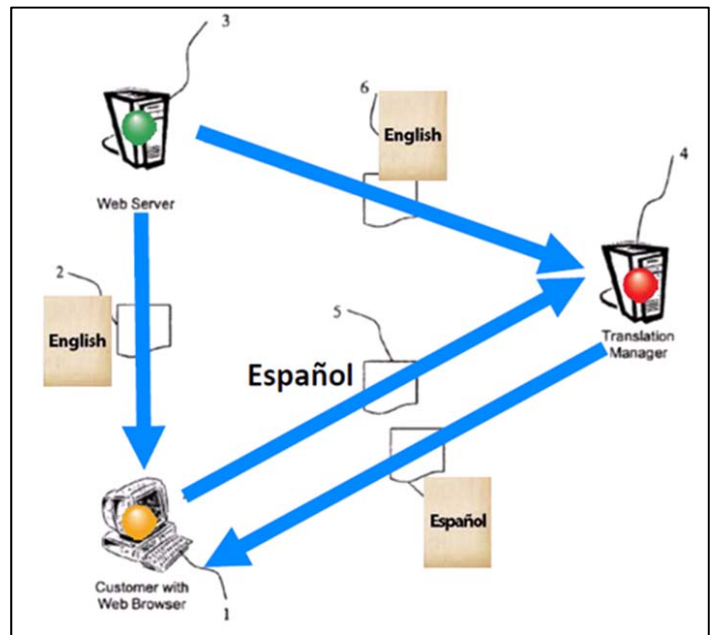 3
6
English
4
Web Server
2
English
5
Translation
Manager
Español
Español
Customer with
Web Browser
1